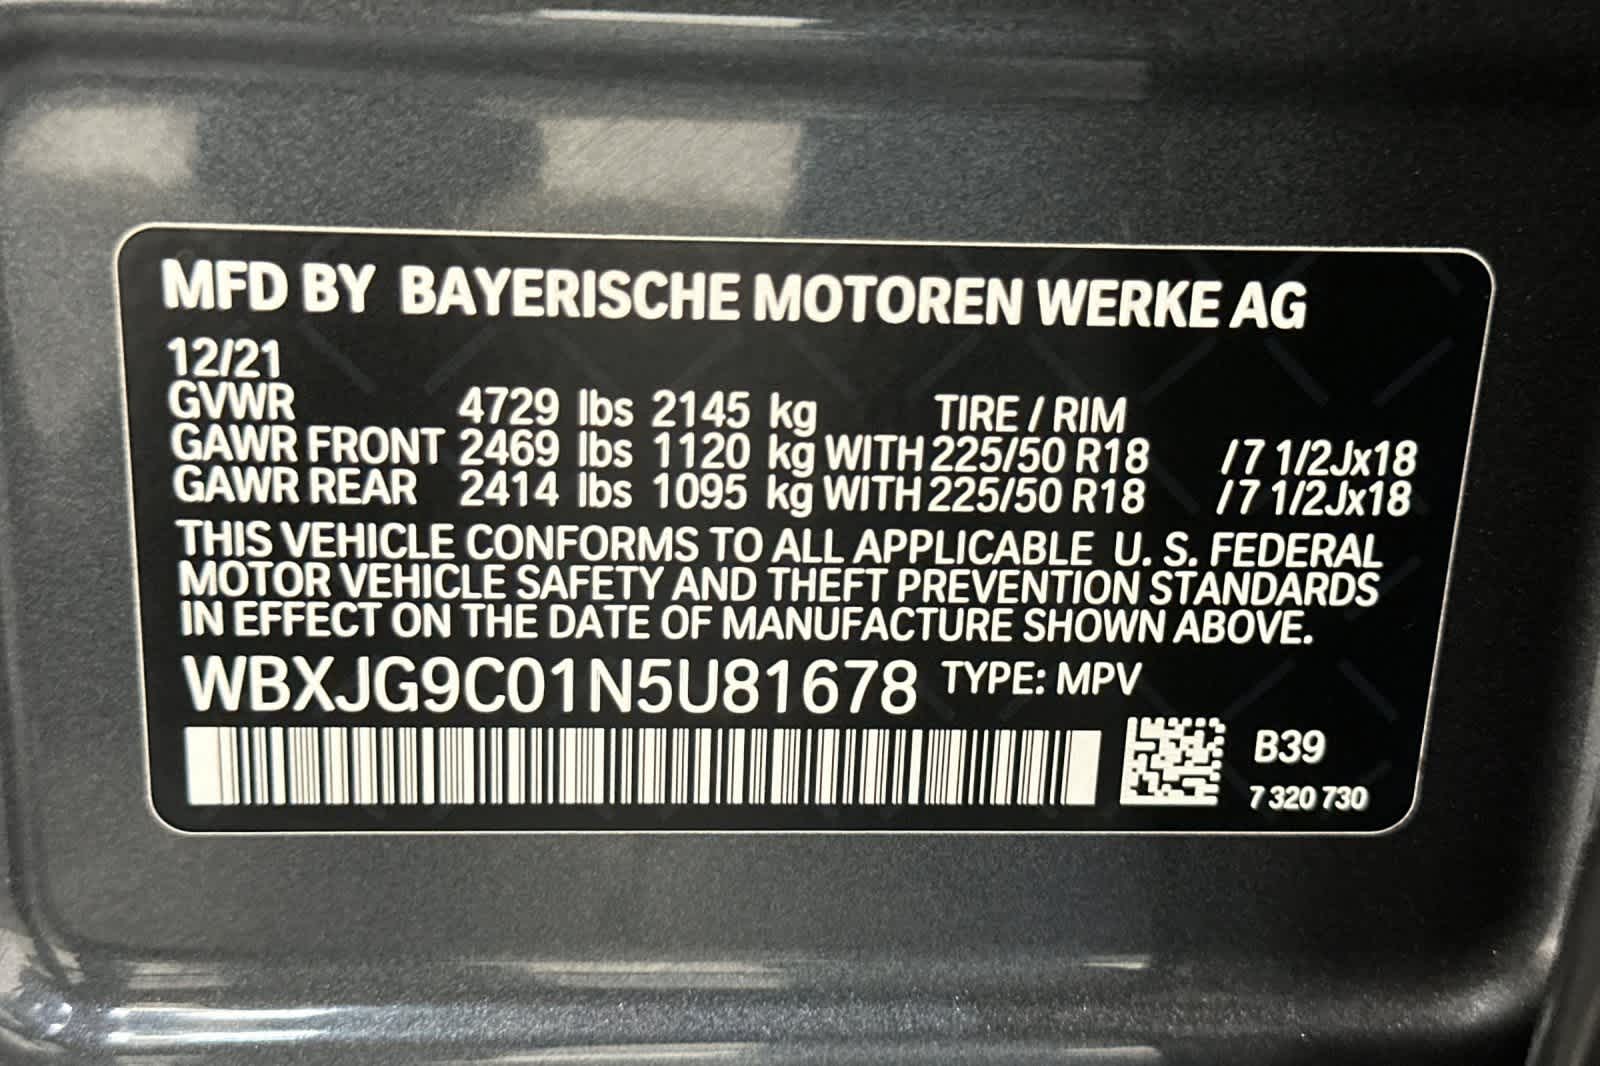 MFD BY BAYERISCHE MOTOREN WERKE AG
12/21
GVWR 4729 lbs 2145 kg TIRE / RIM
GAWR FRONT 2469 lbs 1120 kg WITH 225/50 R18 /7 1/2Jx18
GAWR REAR 2414 lbs 1095 kg WITH 225/50 R18 /7 1/2Jx18
THIS VEHICLE CONFORMS TO ALL APPLICABLE U. S. FEDERAL
MOTOR VEHICLE SAFETY AND THEFT PREVENTION STANDARDS
IN EFFECT ON THE DATE OF MANUFACTURE SHOWN ABOVE.
WBXJG9C01N5U81678 TYPE: MPV
B39
7 320 730